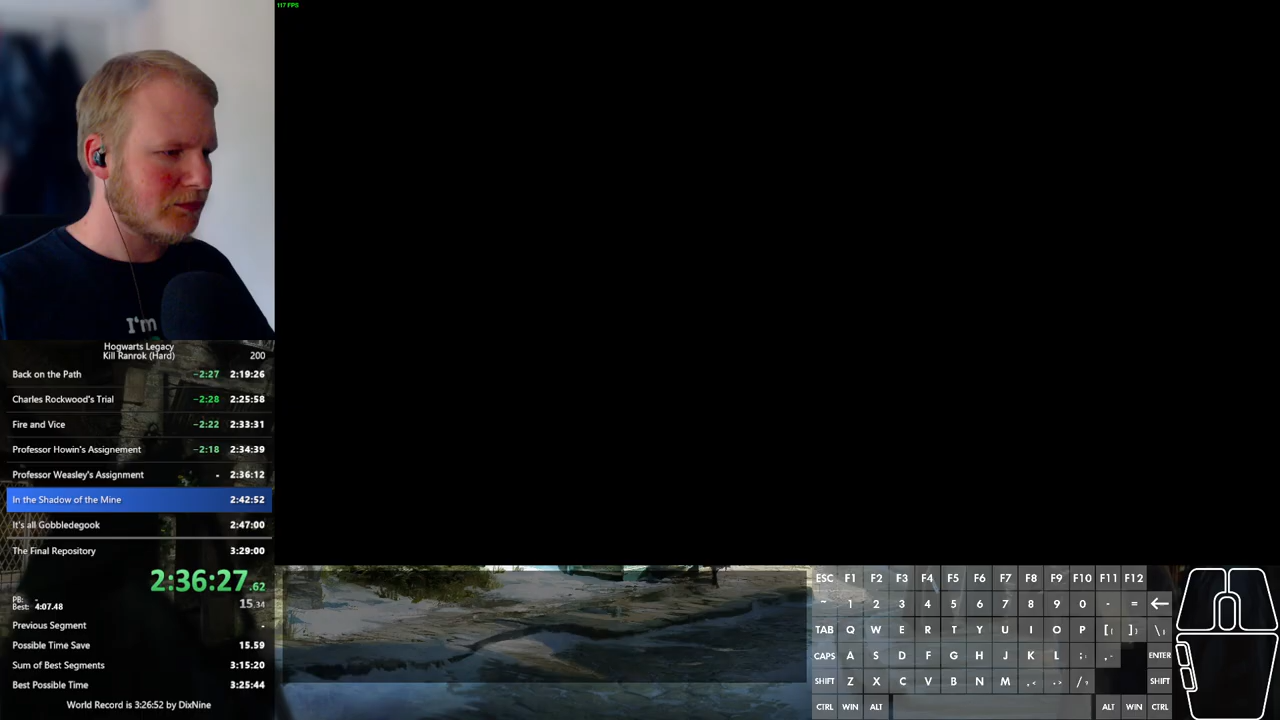 117 FPS
I'm
Hogwarts Legacy
Kill Ranrok (Hard) 200
Back on the Path -2:27 2:19:26
Charles Rockwood's Trial -2:28 2:25:58
Fire and Vice -2:22 2:33:31
Professor Howin's Assignement -2:18 2:34:39
Professor Weasley's Assignment - 2:36:12
In the Shadow of the Mine 2:42:52
It's all Gobbledegook 2:47:00
The Final Repository 3:29:00
2:36:27.62
PB: -
Best: 4:07.48 15.34
Previous Segment -
Possible Time Save 15.59
Sum of Best Segments 3:15:20
Best Possible Time 3:25:44
World Record is 3:26:52 by DixNine
ESC F1 F2 F3 F4 F5 F6 F7 F8 F9 F10 F11 F12
~ 1 2 3 4 5 6 7 8 9 0 - = ←
TAB Q W E R T Y U I O P [{ ]} \|
CAPS A S D F G H J K L ; ENTER
SHIFT Z X C V B N M ,< .> /? SHIFT
CTRL WIN ALT ALT WIN CTRL